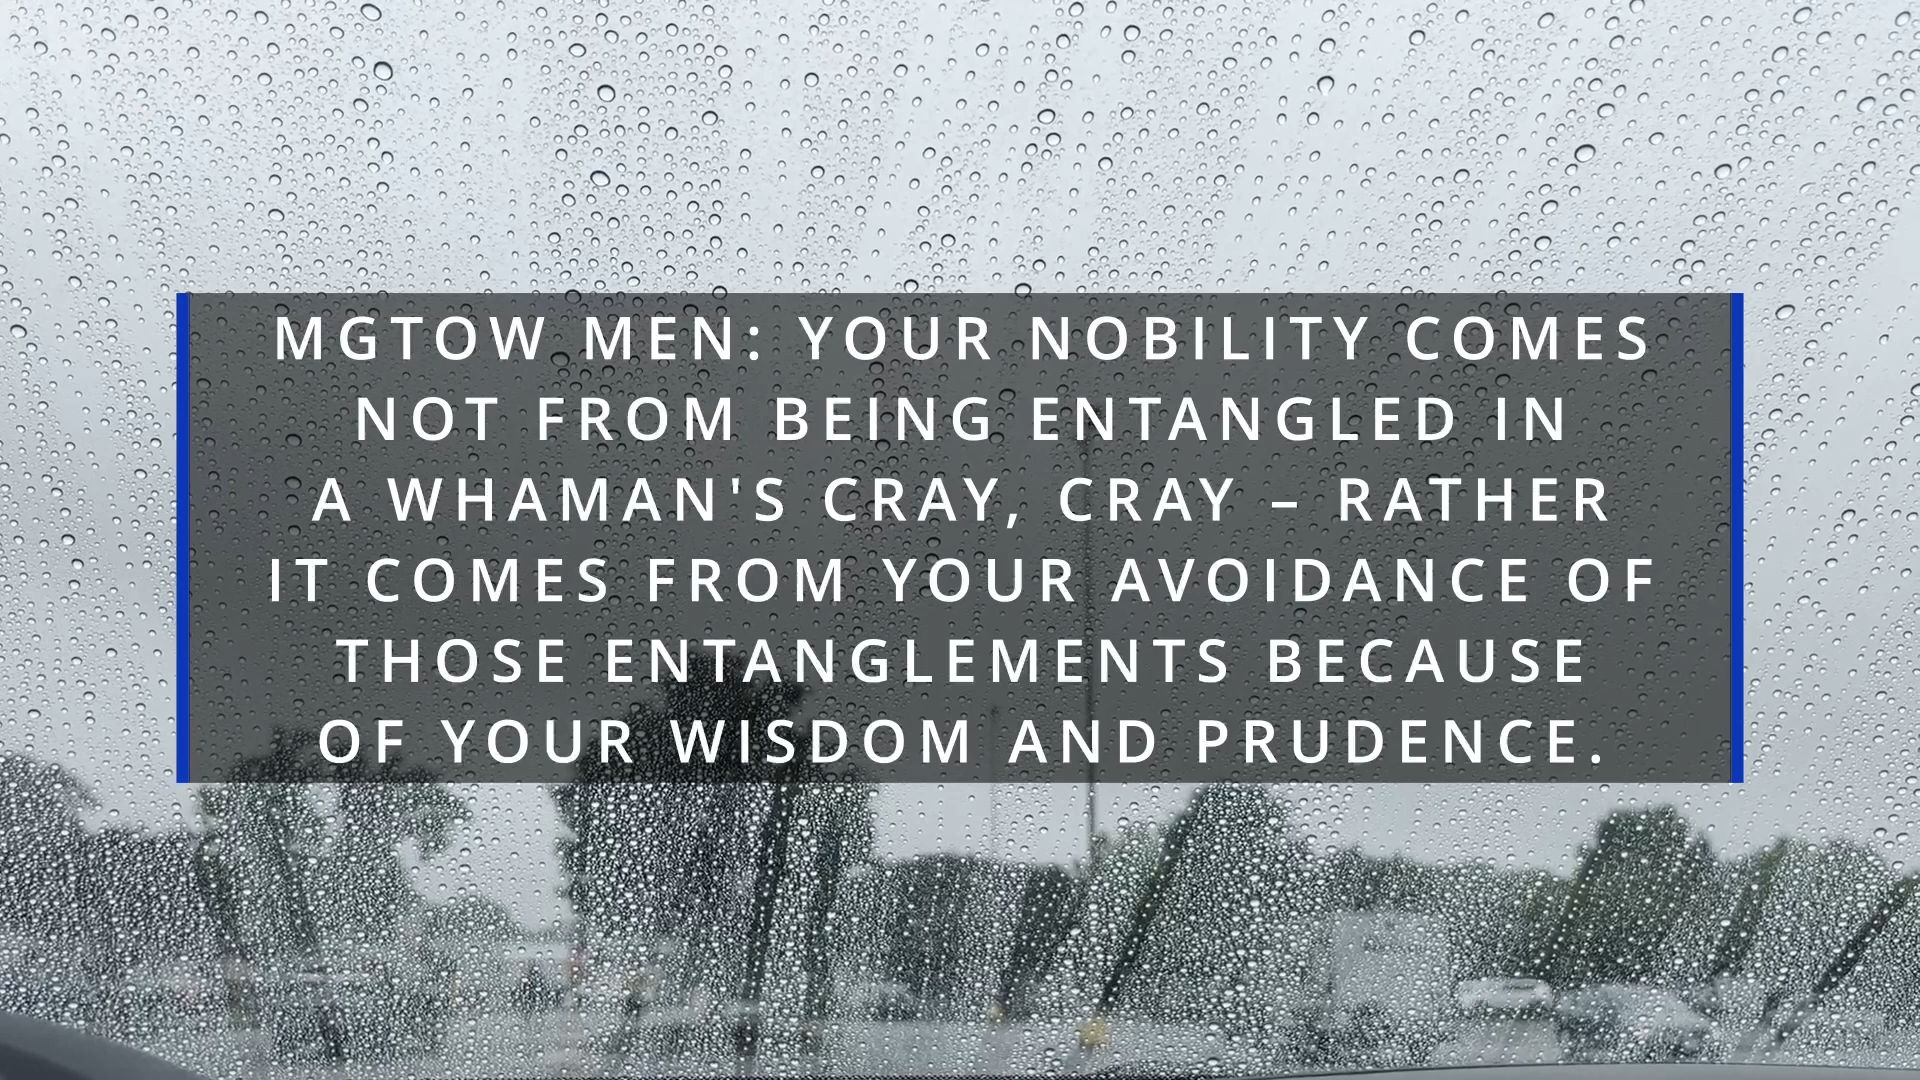 MGTOW MEN: YOUR NOBILITY COMES
NOT FROM BEING ENTANGLED IN
A WHAMAN'S CRAY, CRAY – RATHER
IT COMES FROM YOUR AVOIDANCE OF
THOSE ENTANGLEMENTS BECAUSE
OF YOUR WISDOM AND PRUDENCE.